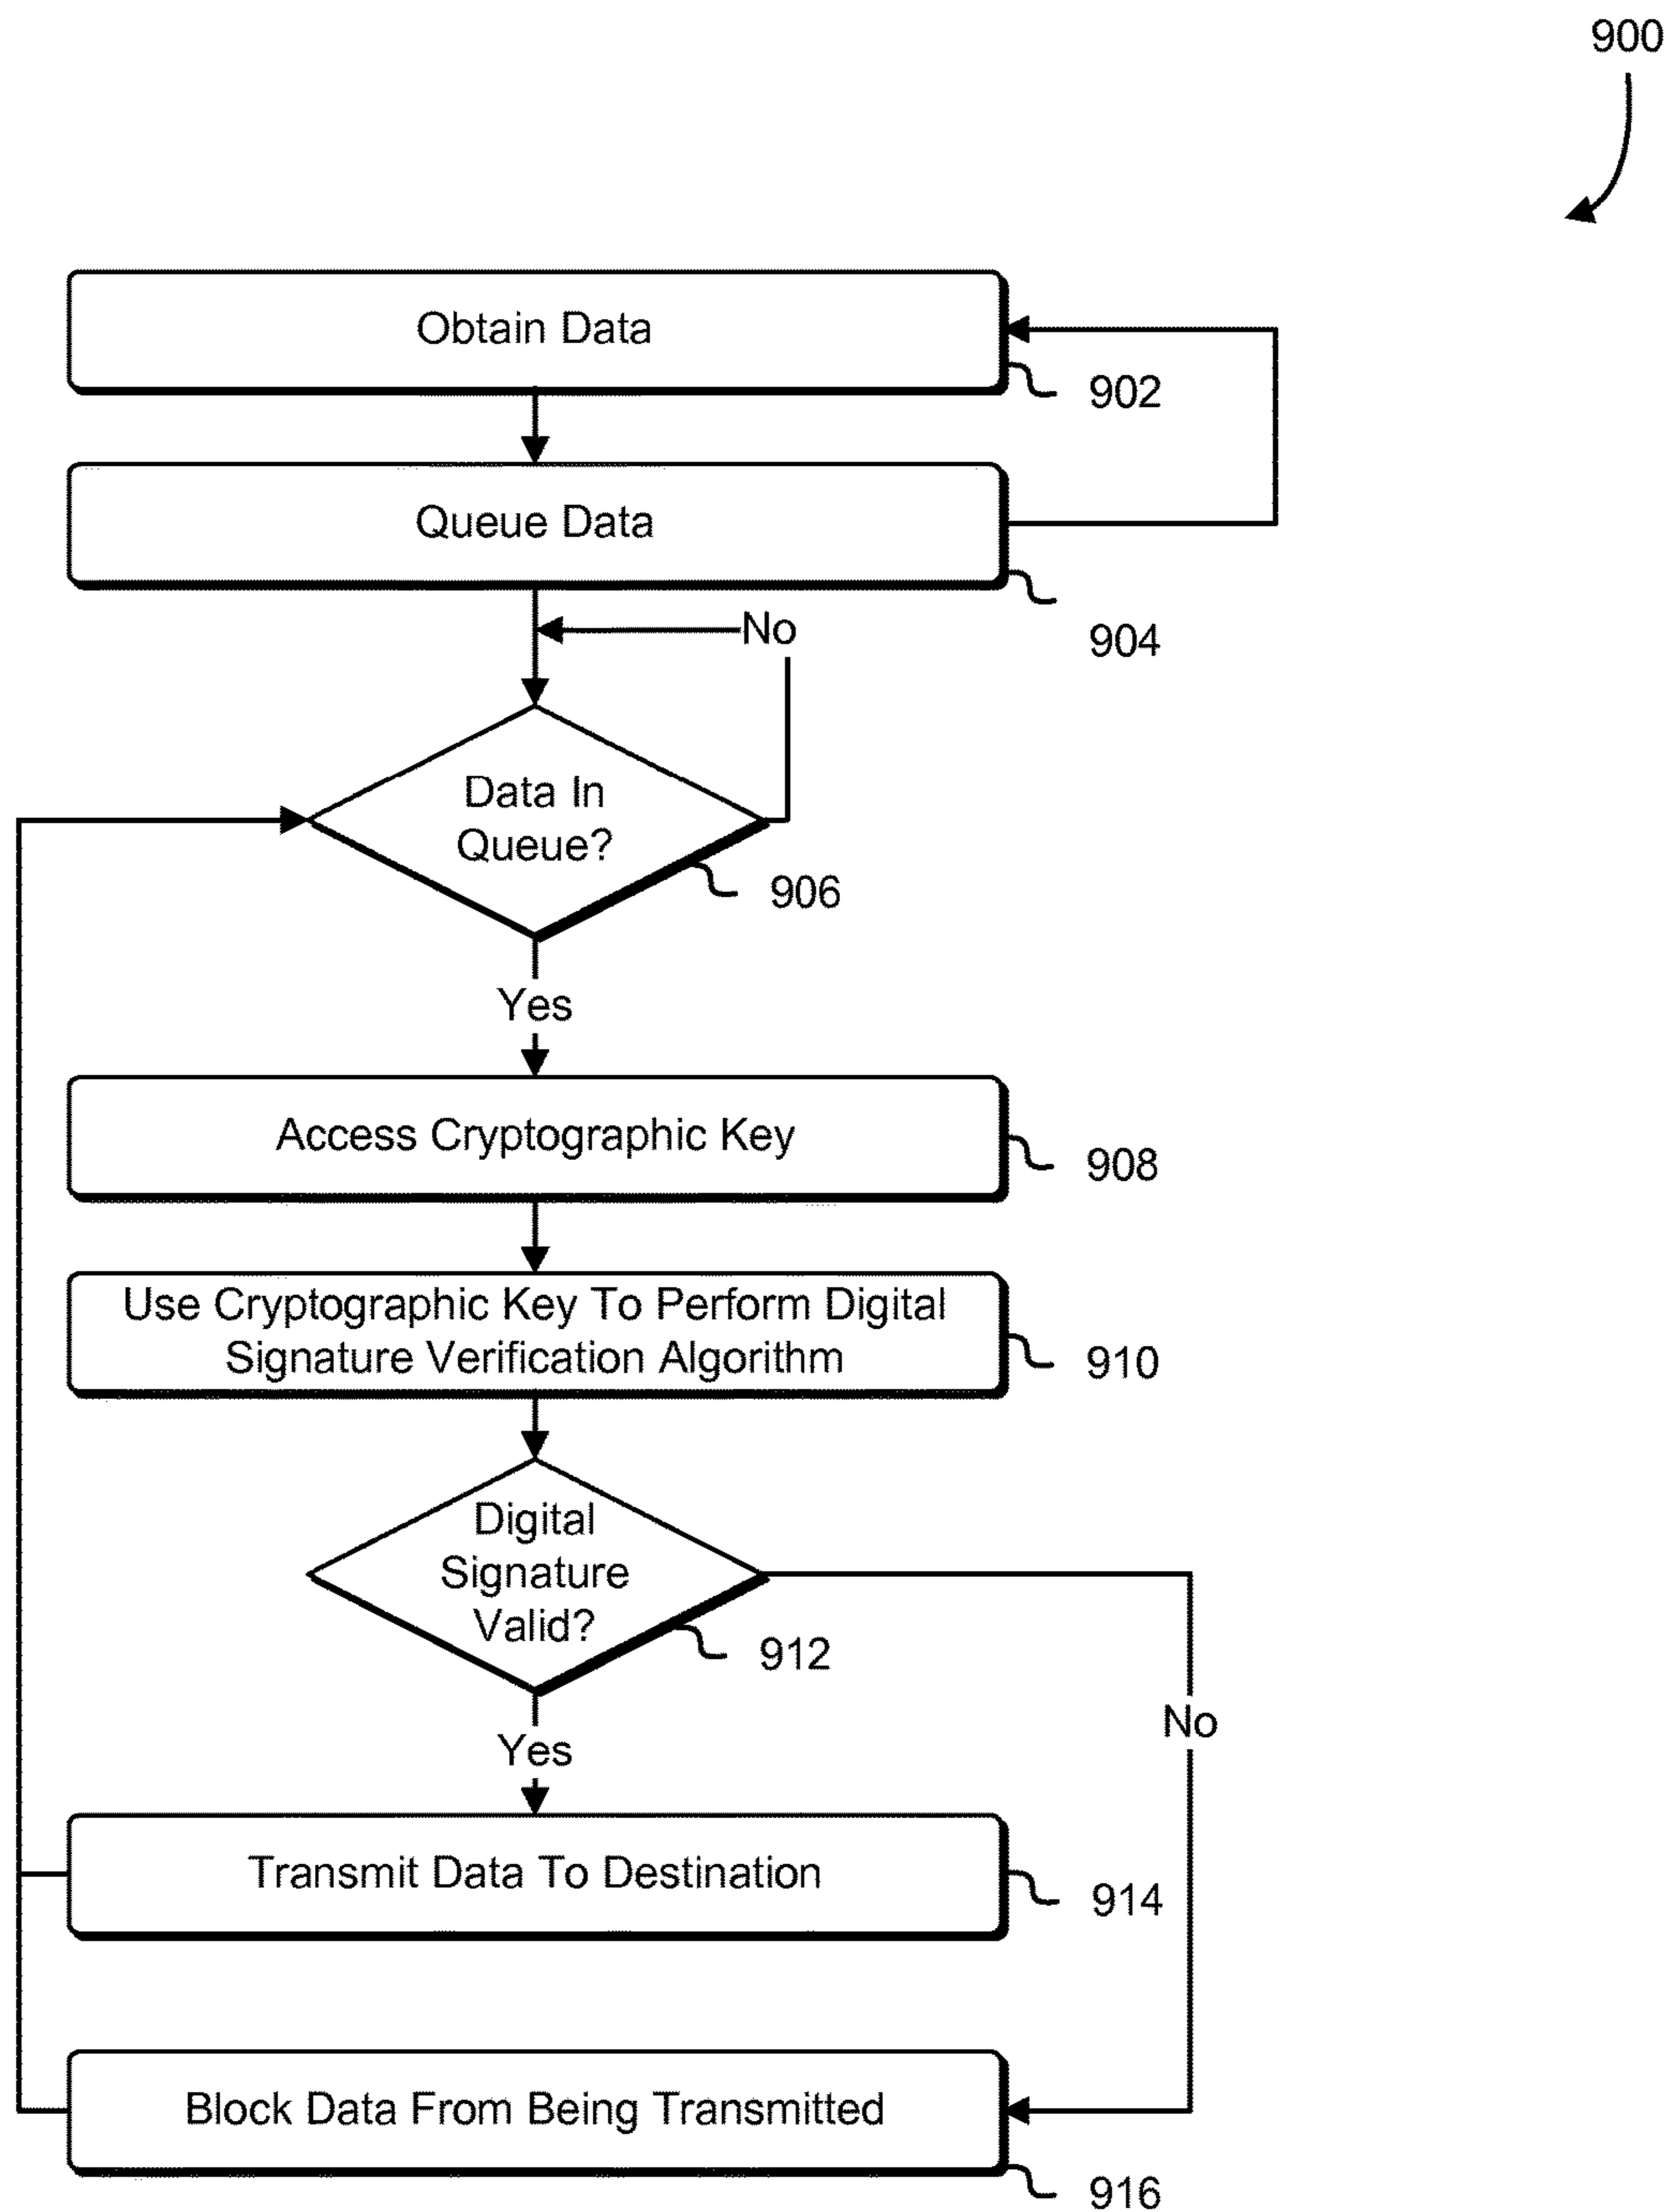 900
Obtain Data
902
Queue Data
904
No
Data In
Queue?
906
Yes
Access Cryptographic Key
908
Use Cryptographic Key To Perform Digital
Signature Verification Algorithm
910
Digital
Signature
Valid?
912
No
Yes
Transmit Data To Destination
914
Block Data From Being Transmitted
916